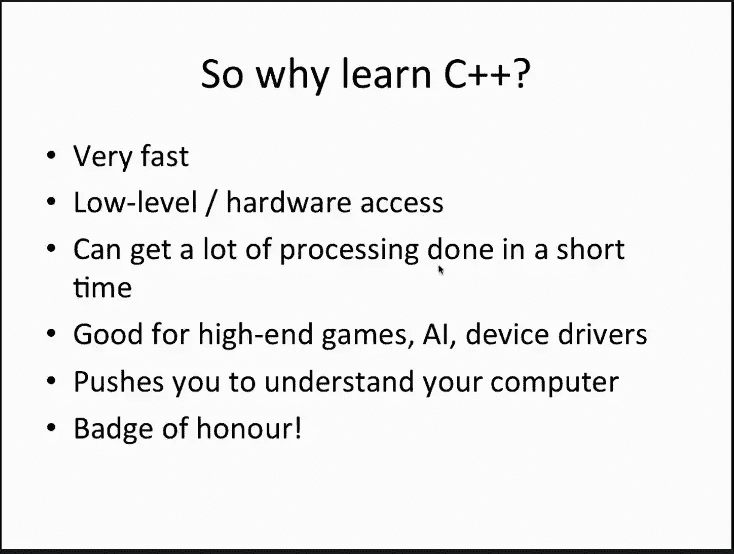 So why learn C++?
• Very fast
• Low-level / hardware access
• Can get a lot of processing done in a short
time
• Good for high-end games, AI, device drivers
• Pushes you to understand your computer
• Badge of honour!